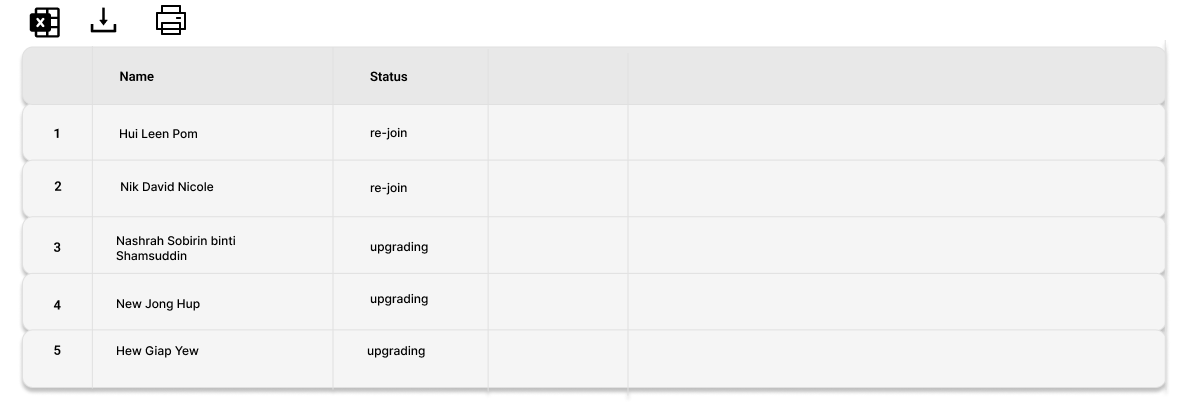 X
Name Status
1 Hui Leen Pom re-join
2 Nik David Nicole re-join
3 Nashrah Sobirin binti upgrading
Shamsuddin
4 New Jong Hup upgrading
5 Hew Giap Yew upgrading